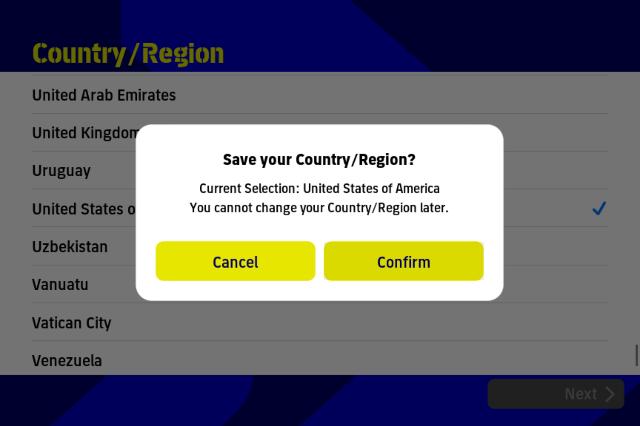 Country/Region
United Arab Emirates
United Kingdom
Uruguay
United States o
Uzbekistan
Vanuatu
Vatican City
Venezuela
Save your Country/Region?
Current Selection: United States of America
You cannot change your Country/Region later.
Cancel
Confirm
Next